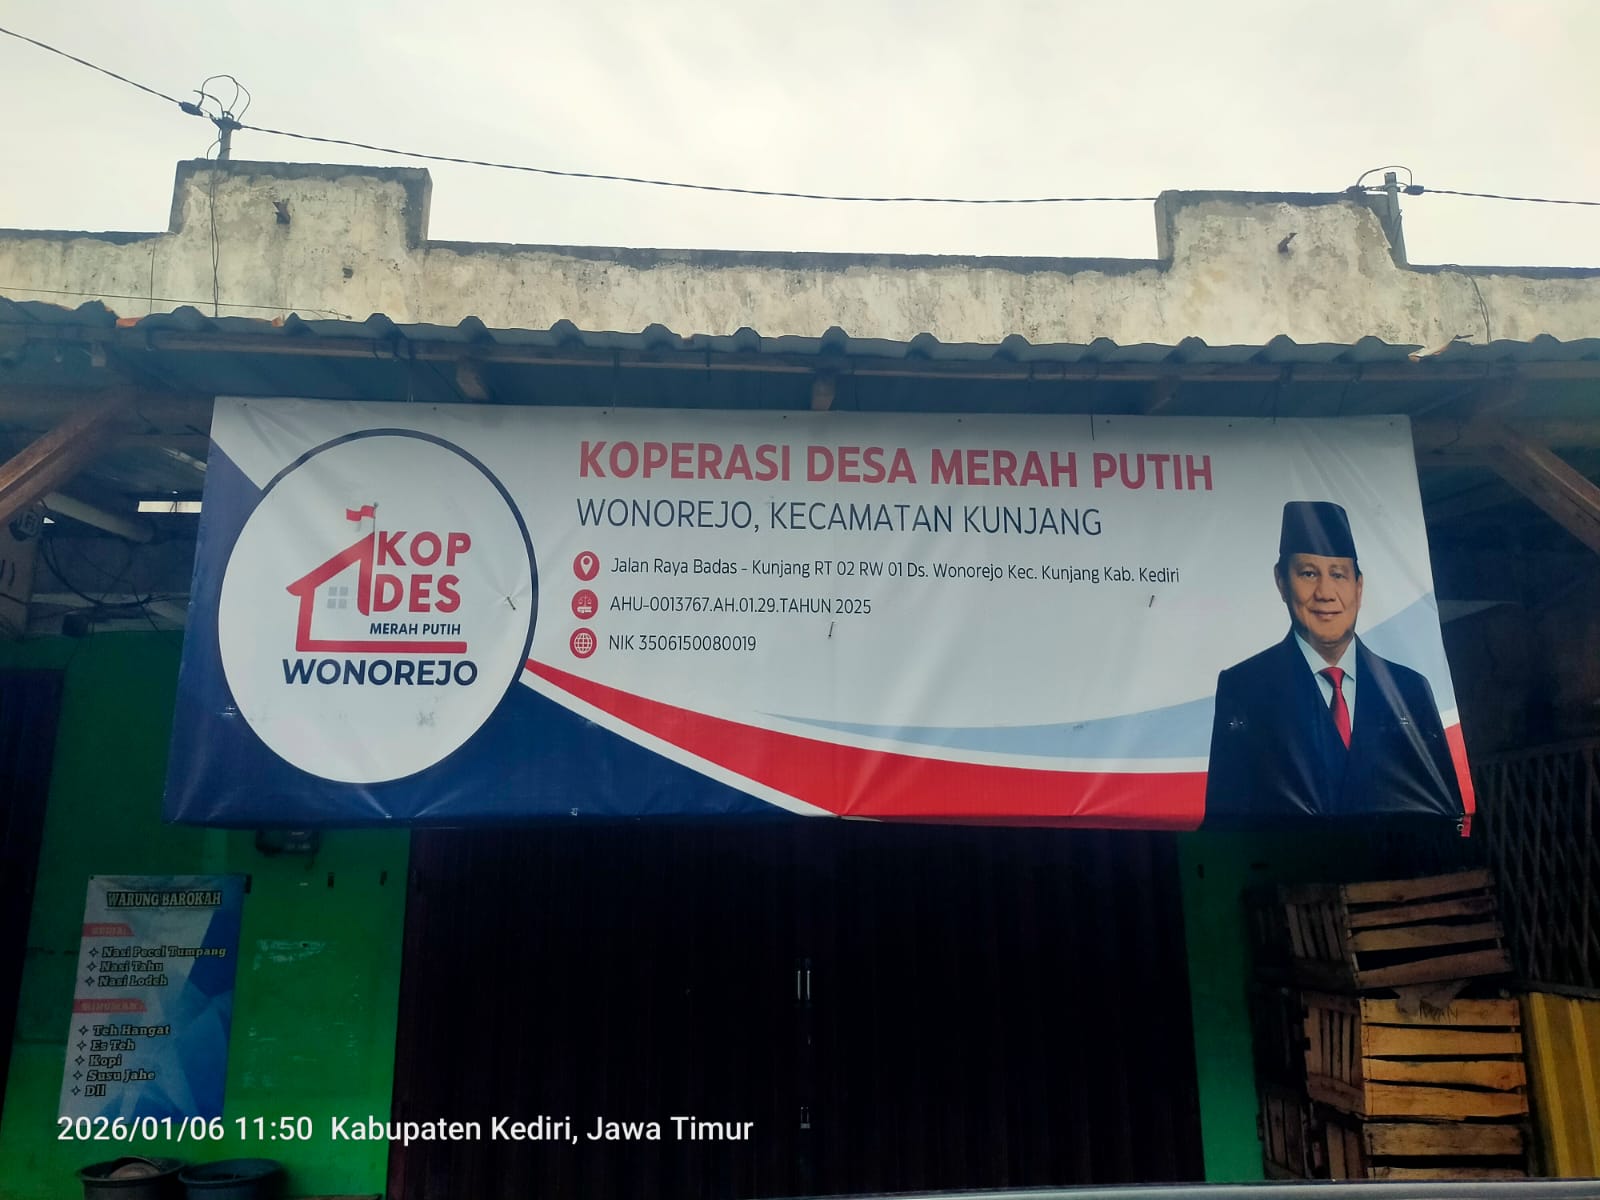 KOPERASI DESA MERAH PUTIH
WONOREJO, KECAMATAN KUNJANG
Jalan Raya Badas - Kunjang RT 02 RW 01 Ds. Wonorejo Kec. Kunjang Kab. Kediri
AHU-0013767.AH.01.29.TAHUN 2025
NIK 3506150080019
KOP
DES
MERAH PUTIH
WONOREJO
WARUNG BAROKAH
SEDIA:
Nasi Pecel Tumpang
Nasi Tahu
Nasi Lodeh
MINUMAN
Teh Hangat
Es Teh
Kopi
Susu Jahe
Dll
2026/01/06 11:50 Kabupaten Kediri, Jawa Timur